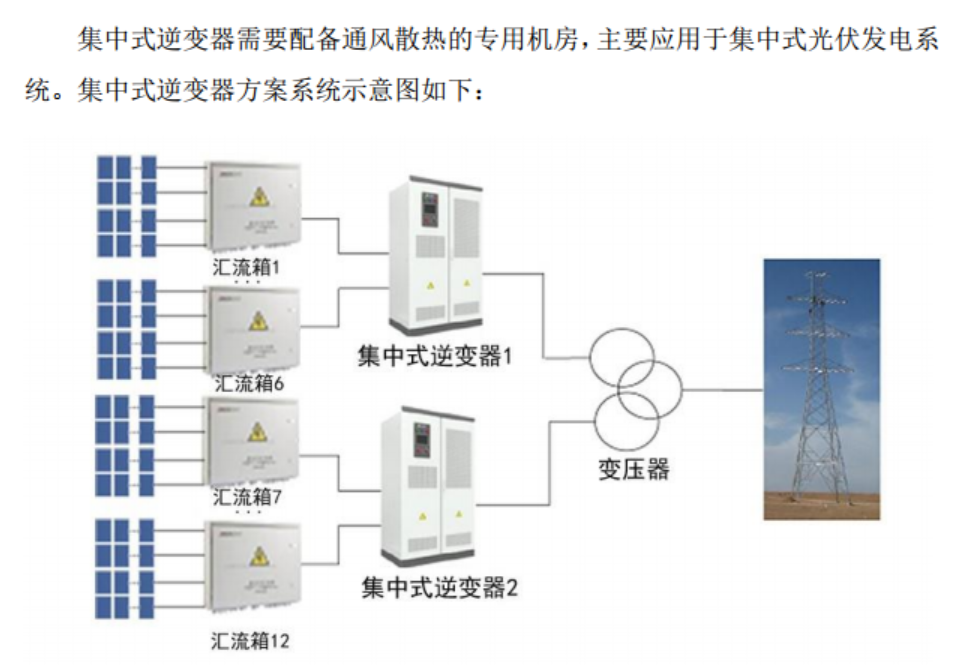 集中式逆变器需要配备通风散热的专用机房，主要应用于集中式光伏发电系
统。集中式逆变器方案系统示意图如下：
汇流箱1
...
集中式逆变器1
汇流箱6
汇流箱7
...
变压器
集中式逆变器2
汇流箱12